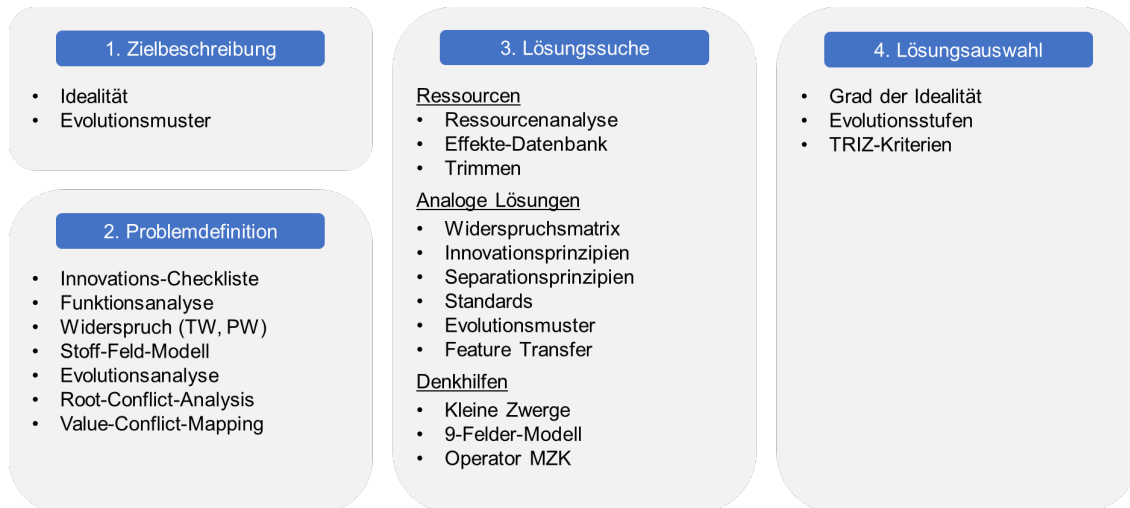 1. Zielbeschreibung
• Idealität
• Evolutionsmuster
2. Problemdefinition
• Innovations-Checkliste
• Funktionsanalyse
• Widerspruch (TW, PW)
• Stoff-Feld-Modell
• Evolutionsanalyse
• Root-Conflict-Analysis
• Value-Conflict-Mapping
3. Lösungssuche
Ressourcen
• Ressourcenanalyse
• Effekte-Datenbank
• Trimmen
Analoge Lösungen
• Widerspruchsmatrix
• Innovationsprinzipien
• Separationsprinzipien
• Standards
• Evolutionsmuster
• Feature Transfer
Denkhilfen
• Kleine Zwerge
• 9-Felder-Modell
• Operator MZK
4. Lösungsauswahl
• Grad der Idealität
• Evolutionsstufen
• TRIZ-Kriterien